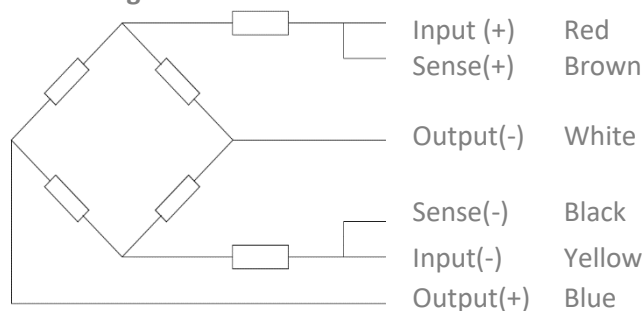 Input (+) Red
Sense(+) Brown
Output(-) White
Sense(-) Black
Input(-) Yellow
Output(+) Blue